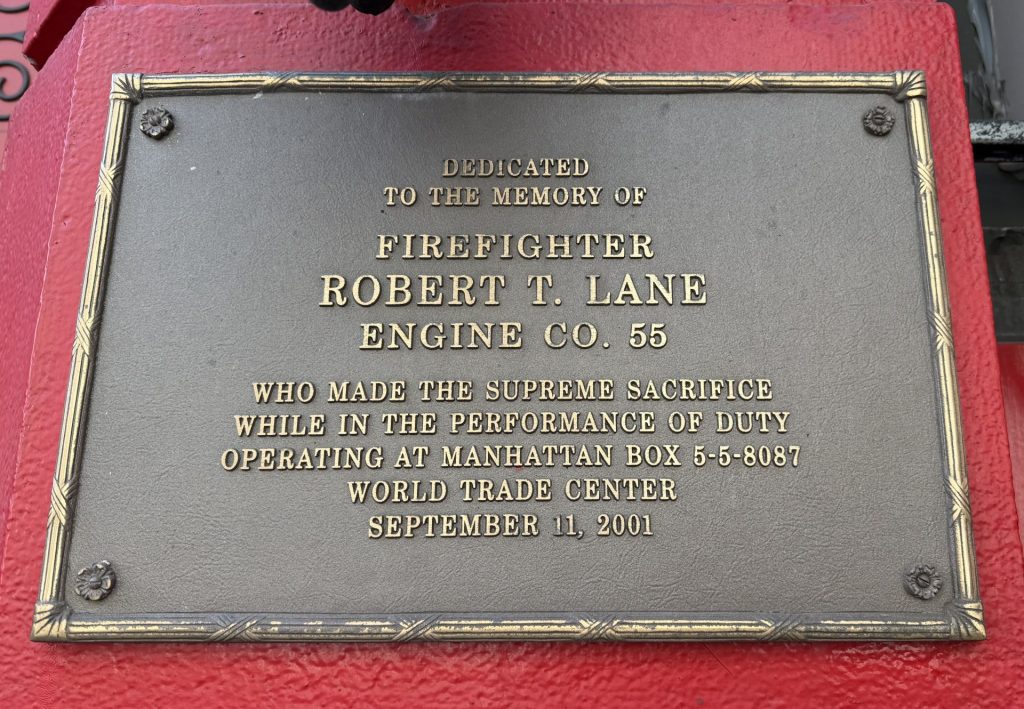 DEDICATED
TO THE MEMORY OF
FIREFIGHTER
ROBERT T. LANE
ENGINE CO. 55
WHO MADE THE SUPREME SACRIFICE
WHILE IN THE PERFORMANCE OF DUTY
OPERATING AT MANHATTAN BOX 5-5-8087
WORLD TRADE CENTER
SEPTEMBER 11, 2001